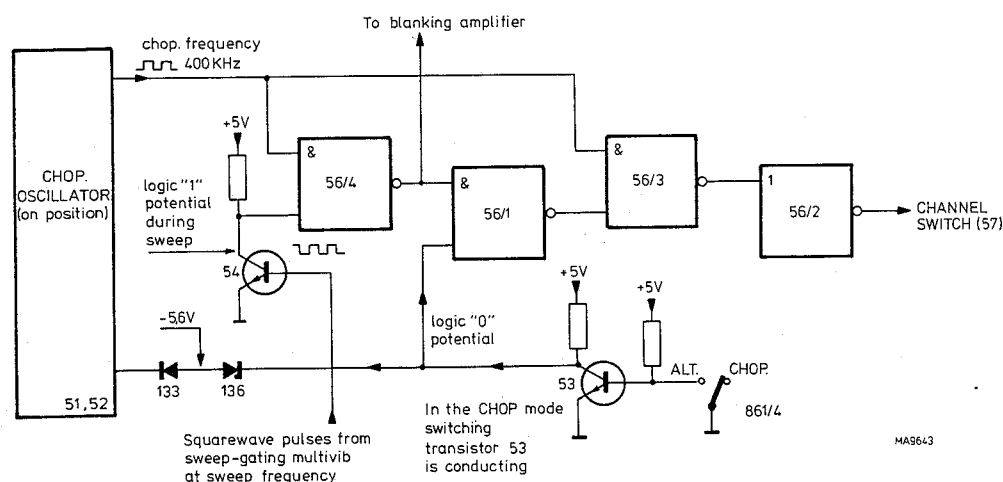 To blanking amplifier
chop. frequency
400KHz
+5V
&
56/4
&
56/3
CHOP.
OSCILLATOR
(on position)
logic "1"
potential
during
sweep
&
56/1
1
56/2
CHANNEL
SWITCH (57)
54
+5V
+5V
-5,6V
logic "0"
potential
133
136
53
ALT.
CHOP.
861/4
51,52
In the CHOP mode
switching
transistor 53
is conducting
Squarewave pulses from
sweep-gating multivib
at sweep frequency
MA9643